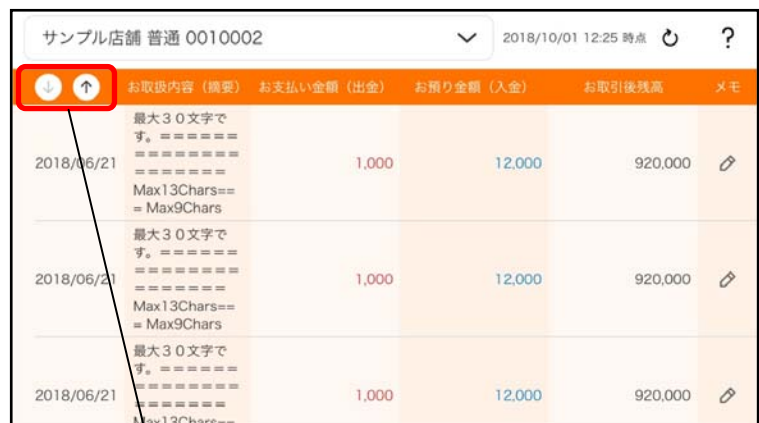 サンプル店舗 普通 0010002 2018/10/01 12:25 時点 ?
お取扱内容（摘要） お支払い金額（出金） お預り金額（入金） お取引後残高 メモ
最大３０文字で
す。＝＝＝＝＝＝
＝＝＝＝＝＝＝＝
2018/06/21 1,000 12,000 920,000
＝＝＝＝＝＝＝
Max13Chars==
= Max9Chars
最大３０文字で
す。＝＝＝＝＝＝
＝＝＝＝＝＝＝＝
2018/06/21 1,000 12,000 920,000
＝＝＝＝＝＝＝
Max13Chars==
= Max9Chars
最大３０文字で
す。＝＝＝＝＝＝
＝＝＝＝＝＝＝＝
2018/06/21 1,000 12,000 920,000
＝＝＝＝＝＝＝
Max13Chars==